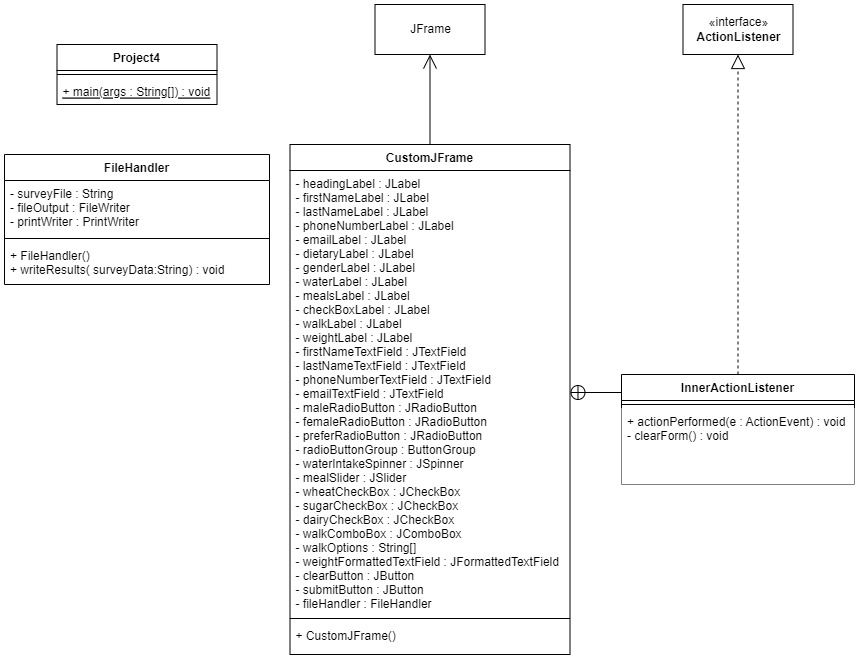 Project4
+ main(args : String[]) : void
FileHandler
- surveyFile : String
- fileOutput : FileWriter
- printWriter : PrintWriter
+ FileHandler()
+ writeResults( surveyData:String) : void
JFrame
CustomJFrame
- headingLabel : JLabel
- firstNameLabel : JLabel
- lastNameLabel : JLabel
- phoneNumberLabel : JLabel
- emailLabel : JLabel
- dietaryLabel : JLabel
- genderLabel : JLabel
- waterLabel : JLabel
- mealsLabel : JLabel
- checkBoxLabel : JLabel
- walkLabel : JLabel
- weightLabel : JLabel
- firstNameTextField : JTextField
- lastNameTextField : JTextField
- phoneNumberTextField : JTextField
- emailTextField : JTextField
- maleRadioButton : JRadioButton
- femaleRadioButton : JRadioButton
- preferRadioButton : JRadioButton
- radioButtonGroup : ButtonGroup
- waterIntakeSpinner : JSpinner
- mealSlider : JSlider
- wheatCheckBox : JCheckBox
- sugarCheckBox : JCheckBox
- dairyCheckBox : JCheckBox
- walkComboBox : JComboBox
- walkOptions : String[]
- weightFormattedTextField : JFormattedTextField
- clearButton : JButton
- submitButton : JButton
- fileHandler : FileHandler
+ CustomJFrame()
«interface»
ActionListener
InnerActionListener
+ actionPerformed(e : ActionEvent) : void
- clearForm() : void